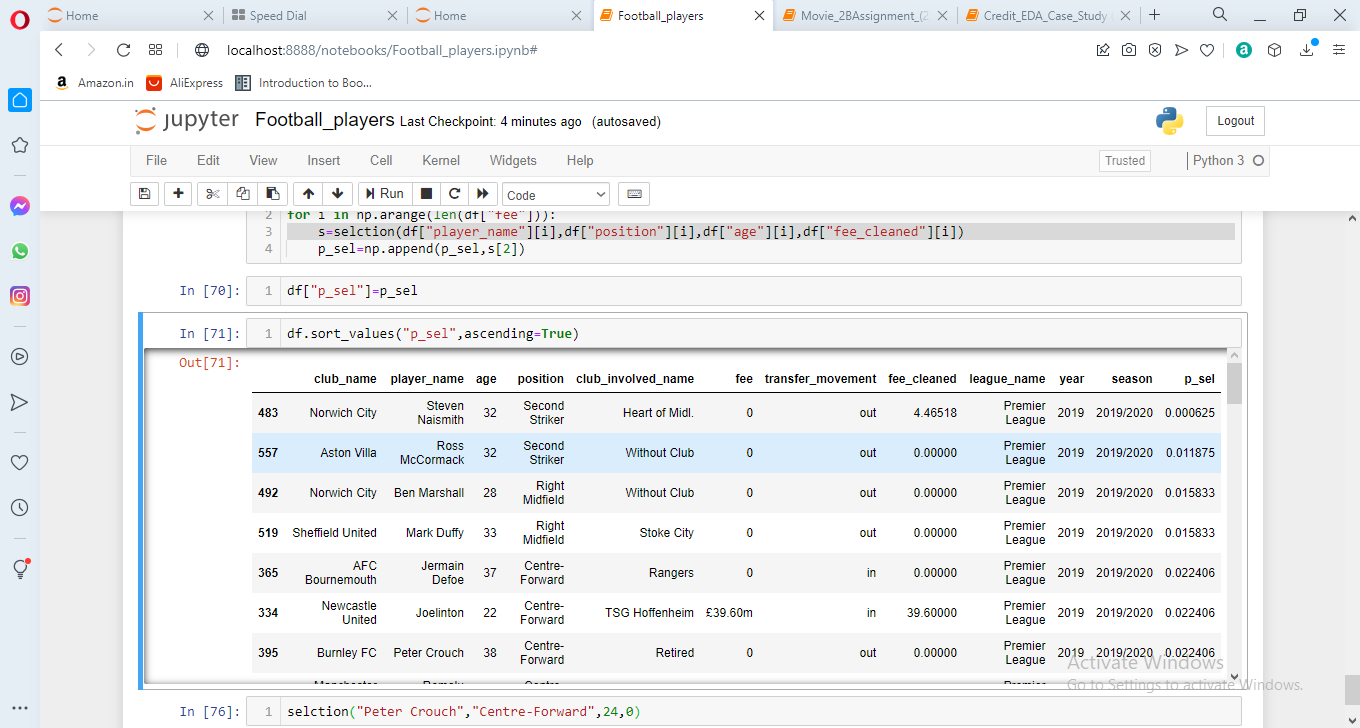 Home
Speed Dial
Home
Football_players
Movie_2BAssignment_(2
Credit_EDA_Case_Study
localhost:8888/notebooks/Football_players.ipynb#
a Amazon.in
AliExpress
Introduction to Boo...
jupyter Football_players Last Checkpoint: 4 minutes ago (autosaved)
Logout
File Edit View Insert Cell Kernel Widgets Help
Trusted
Python 3
Run
Code
2 for i in np.arange(len(df["fee"])):
3 s=selction(df["player_name"][i],df["position"][i],df["age"][i],df["fee_cleaned"][i])
4 p_sel=np.append(p_sel,s[2])
In [70]: 1 df["p_sel"]=p_sel
In [71]: 1 df.sort_values("p_sel",ascending=True)
Out[71]:
club_name player_name age position club_involved_name fee transfer_movement fee_cleaned league_name year season p_sel
483 Norwich City Steven Naismith 32 Second Striker Heart of Midl. 0 out 4.46518 Premier League 2019 2019/2020 0.000625
557 Aston Villa Ross McCormack 32 Second Striker Without Club 0 out 0.00000 Premier League 2019 2019/2020 0.011875
492 Norwich City Ben Marshall 28 Right Midfield Without Club 0 out 0.00000 Premier League 2019 2019/2020 0.015833
519 Sheffield United Mark Duffy 33 Right Midfield Stoke City 0 out 0.00000 Premier League 2019 2019/2020 0.015833
365 AFC Bournemouth Jermain Defoe 37 Centre-Forward Rangers 0 in 0.00000 Premier League 2019 2019/2020 0.022406
334 Newcastle United Joelinton 22 Centre-Forward TSG Hoffenheim £39.60m in 39.60000 Premier League 2019 2019/2020 0.022406
395 Burnley FC Peter Crouch 38 Centre-Forward Retired 0 out 0.00000 Premier League 2019 2019/2020 0.022406
Activate Windows
Go to Settings to activate Windows.
In [76]: 1 selction("Peter Crouch","Centre-Forward",24,0)